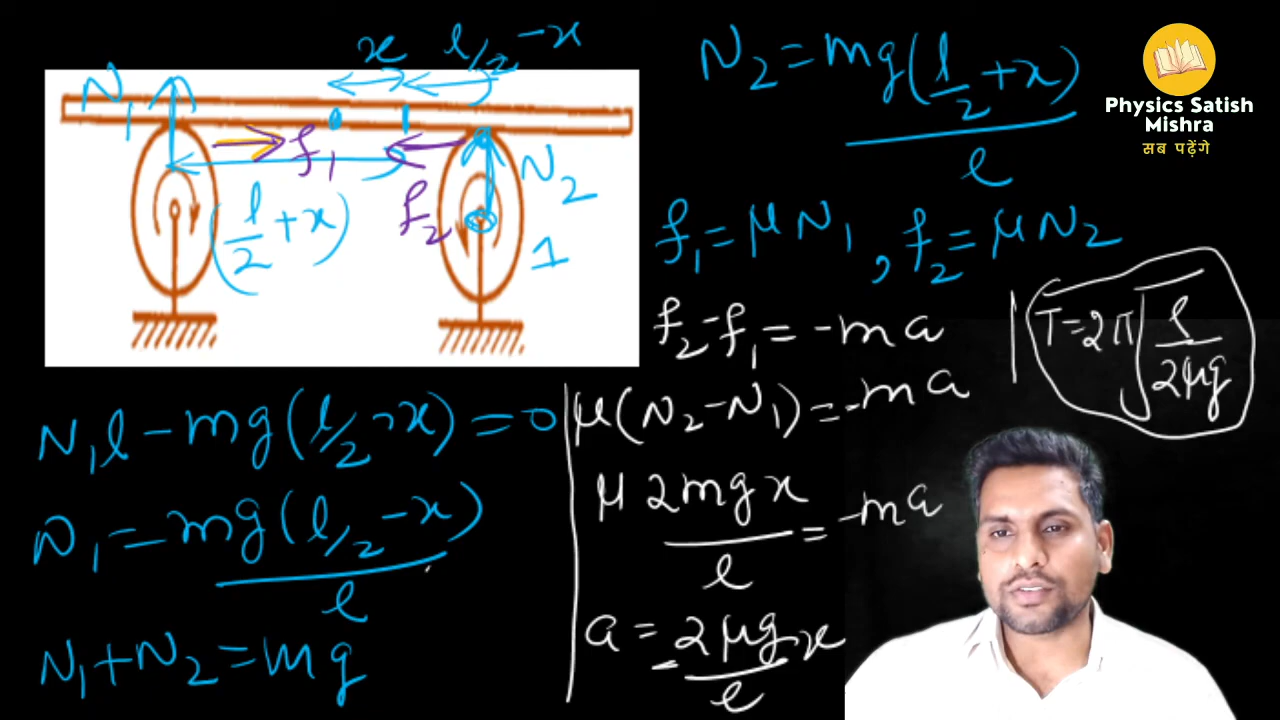 x l/2 -x
N1
f1
f2
N2
(l/2 +x)
1
N2 = mg(l/2 +x)/l
Physics Satish
Mishra
सब पढ़ेंगे
f1 = μN1, f2 = μN2
f2-f1 = -ma
T=2π√(l/2μg)
N1l - mg(l/2 -x) = 0
μ(N2-N1) = -ma
N1 = mg(l/2 -x)/l
μ2mgx/l = -ma
N1+N2 = mg
a = -2μgx/l